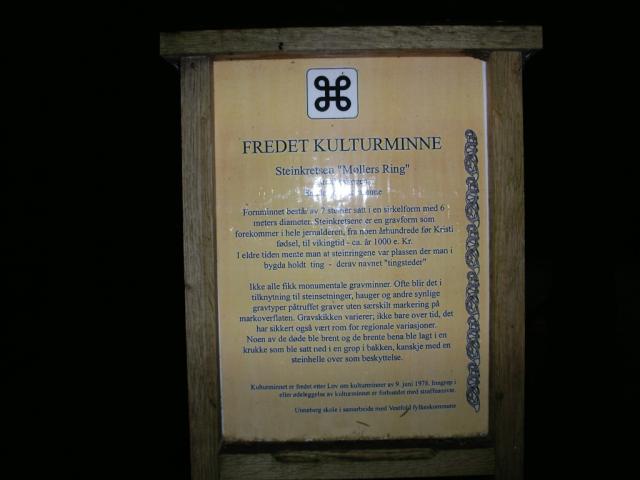 FREDET KULTURMINNE
Steinkretsen "Møllers Ring"
Fornminnet består av 7 steiner satt i en sirkelform med 6
meters diameter. Steinkretsene er en gravform som
forekommer i hele jernalderen, fra noen århundrede før Kristi
fødsel, til vikingtid - ca. år 1000 e. Kr.
I eldre tiden mente man at steinringene var plassen der man i
bygda holdt ting - derav navnet "tingsteder"
Ikke alle fikk monumentale gravminner. Ofte blir det i
tilknytning til steinsetninger, hauger og andre synlige
gravtyper påtruffet graver uten særskilt markering på
markoverflaten. Gravskikken varierer; ikke bare over tid, det
har sikkert også vært rom for regionale variasjoner.
Noen av de døde ble brent og de brente bena ble lagt i en
krukke som ble satt ned i en grop i bakken, kanskje med en
steinhelle over som beskyttelse.
Kulturminnet er fredet etter Lov om kulturminner av 9. juni 1978. Inngrep i
eller ødeleggelse av kulturminnet er forbundet med straffeansvar.
Unneberg skole i samarbeide med Vestfold fylkeskommune